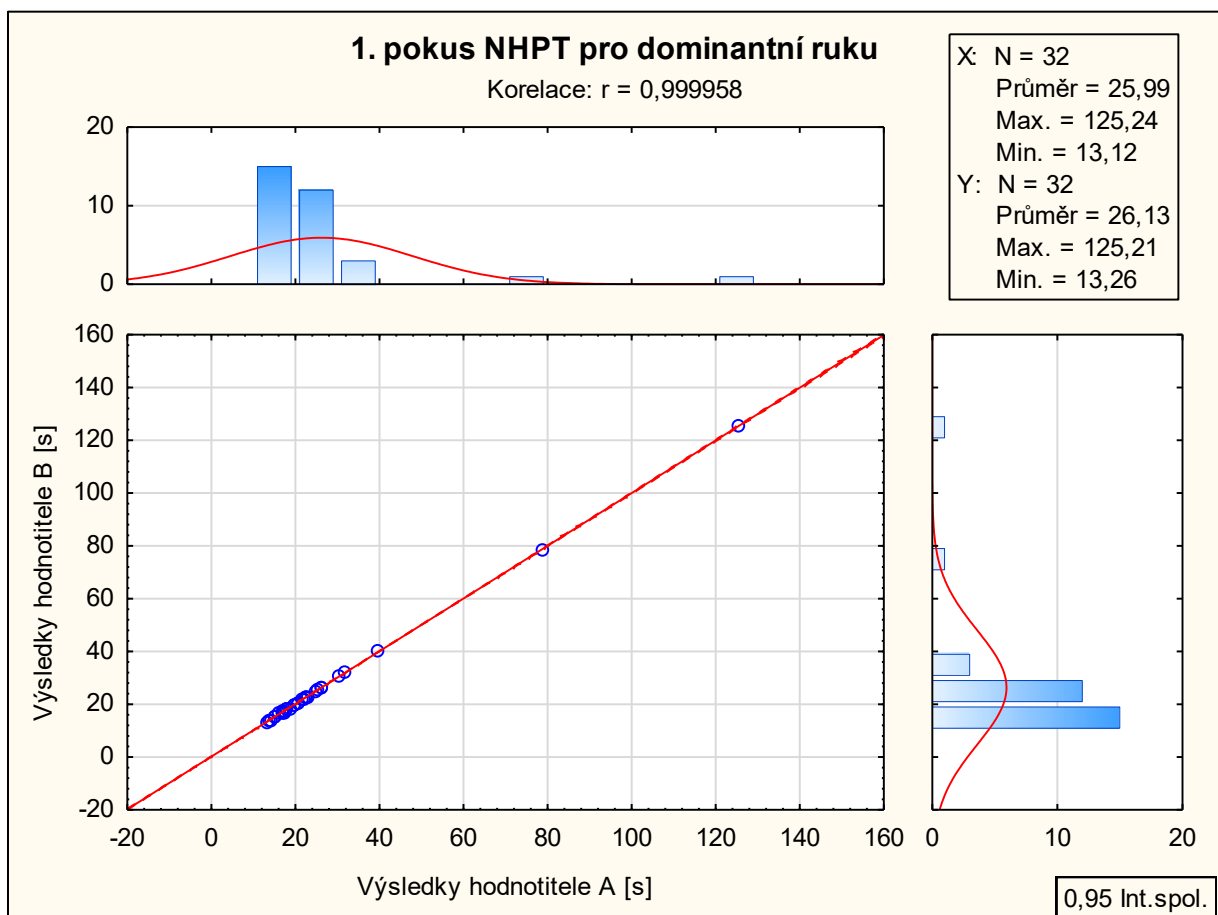 1. pokus NHPT pro dominantní ruku
Korelace: r = 0,999958
X: N = 32
Průměr = 25,99
Max. = 125,24
Min. = 13,12
Y: N = 32
Průměr = 26,13
Max. = 125,21
Min. = 13,26
20
10
0
160
140
120
100
80
60
40
20
0
-20
Výsledky hodnotitele B [s]
-20 0 20 40 60 80 100 120 140 160
0 10 20
Výsledky hodnotitele A [s]
0,95 Int.spol.